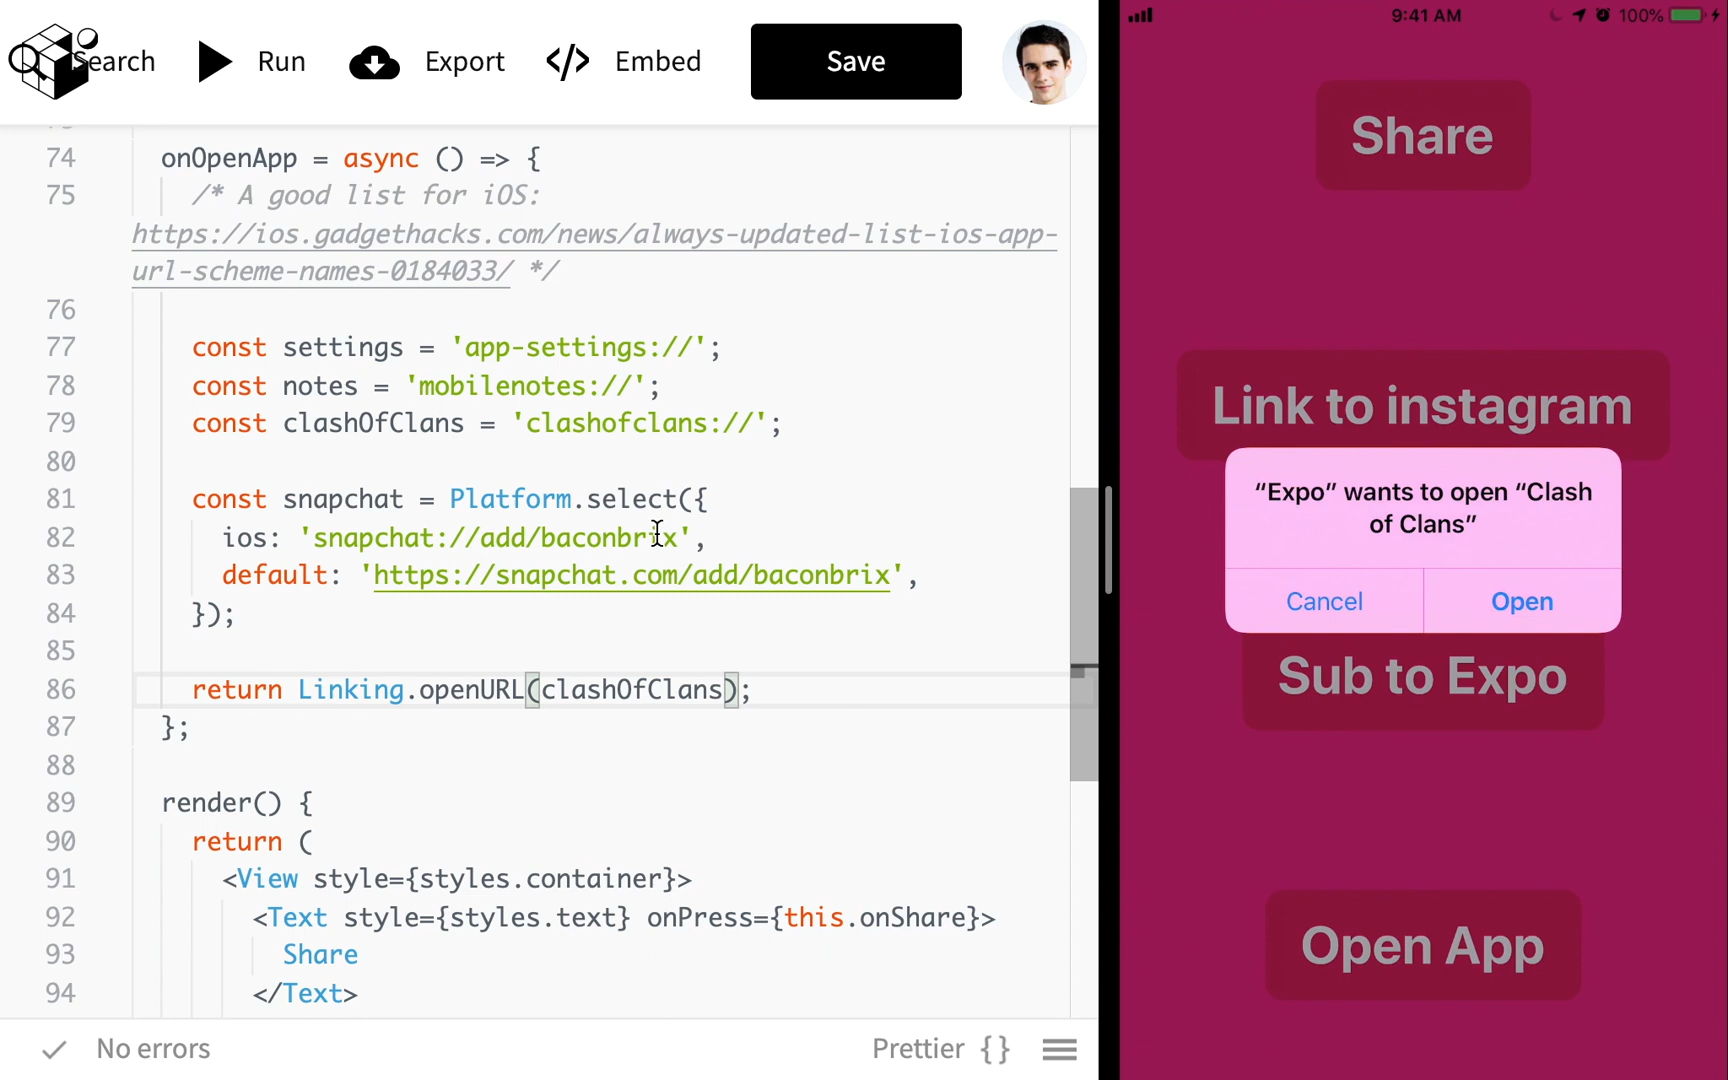 Search Run Export </> Embed Save
74 onOpenApp = async () => {
75 /* A good list for iOS:
https://ios.gadgethacks.com/news/always-updated-list-ios-app-
url-scheme-names-0184033/ */
76
77 const settings = 'app-settings://';
78 const notes = 'mobilenotes://';
79 const clashOfClans = 'clashofclans://';
80
81 const snapchat = Platform.select({
82 ios: 'snapchat://add/baconbrix',
83 default: 'https://snapchat.com/add/baconbrix',
84 });
85
86 return Linking.openURL(clashOfClans);
87 };
88
89 render() {
90 return (
91 <View style={styles.container}>
92 <Text style={styles.text} onPress={this.onShare}>
93 Share
94 </Text>
No errors Prettier {}
9:41 AM 100%
Share
Link to instagram
“Expo” wants to open “Clash
of Clans”
Cancel Open
Sub to Expo
Open App